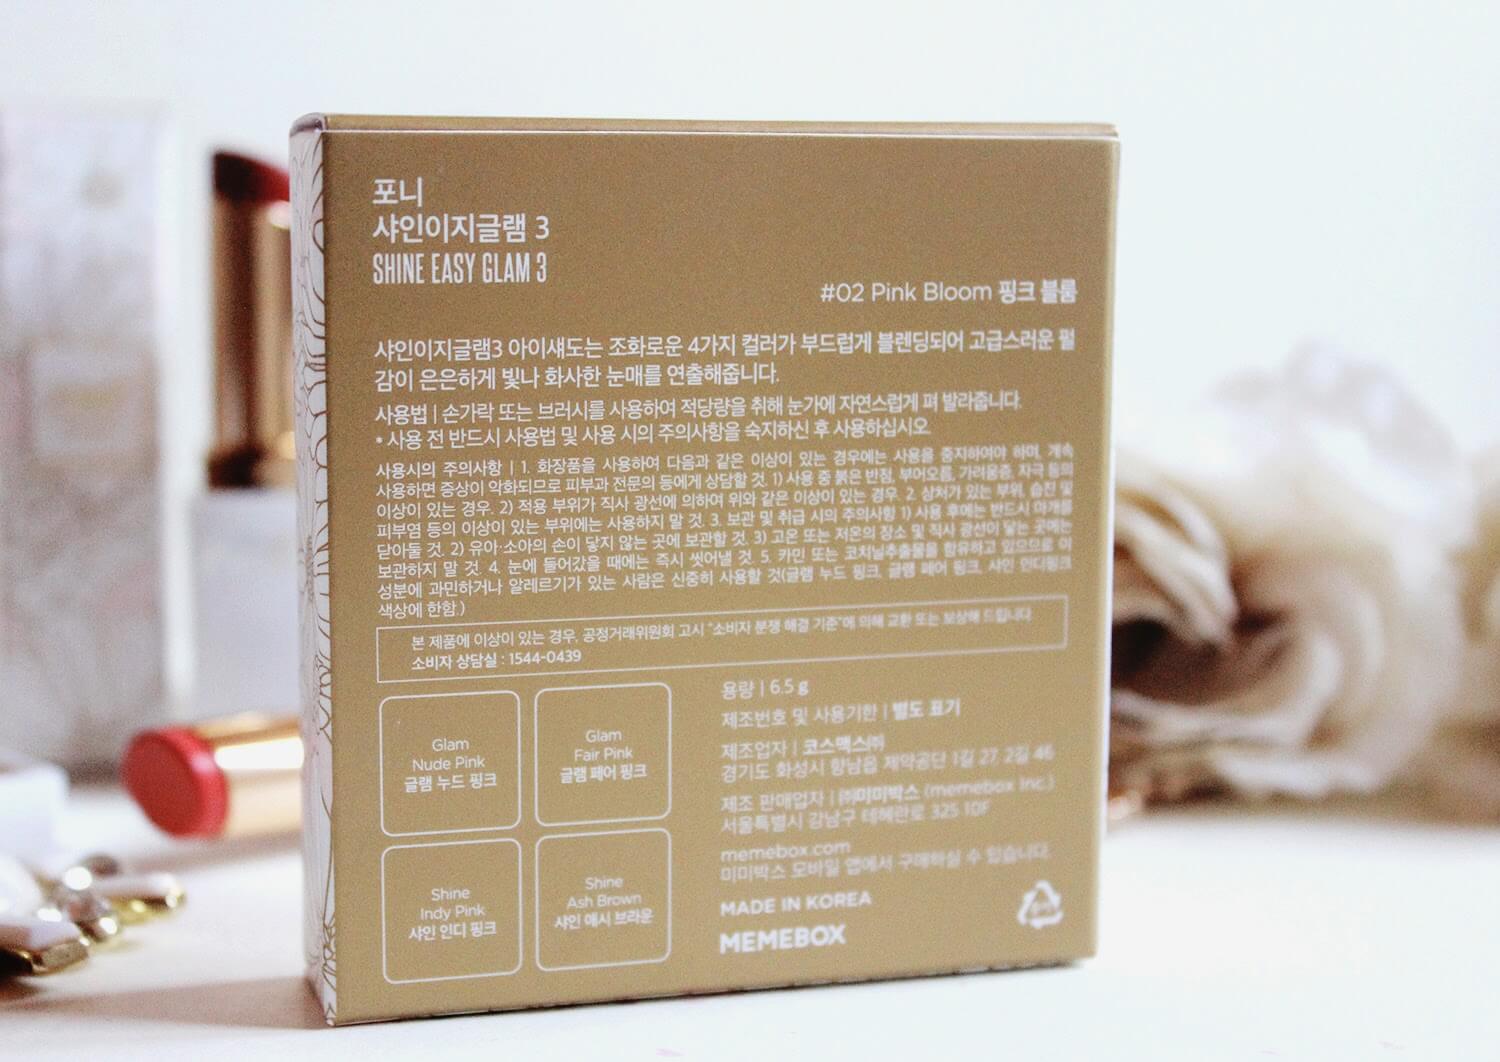 포니
샤인이지글램 3
SHINE EASY GLAM 3
#02 Pink Bloom 핑크 블룸
샤인이지글램3 아이섀도는 조화로운 4가지 컬러가 부드럽게 블렌딩되어 고급스러운 펄
감이 은은하게 빛나 화사한 눈매를 연출해줍니다.
사용법 | 손가락 또는 브러시를 사용하여 적당량을 취해 눈가에 자연스럽게 펴 발라줍니다.
* 사용 전 반드시 사용법 및 사용 시의 주의사항을 숙지하신 후 사용하십시오
사용시의 주의사항 | 1. 화장품을 사용하여 다음과 같은 이상이 있는 경우에는 사용을 중지하여야 하며, 계속
사용하면 증상이 악화되므로 피부과 전문의 등에게 상담할 것. 1) 사용 중 붉은 반점, 부어오름, 가려움증, 자극 등의
이상이 있는 경우. 2) 적용 부위가 직사 광선에 의하여 위와 같은 이상이 있는 경우. 2. 상처가 있는 부위, 습진 및
피부염 등의 이상이 있는 부위에는 사용하지 말 것. 3. 보관 및 취급 시의 주의사항 1) 사용 후에는 반드시 마개를
닫아둘 것. 2) 유아·소아의 손이 닿지 않는 곳에 보관할 것. 3) 고온 또는 저온의 장소 및 직사 광선이 닿는 곳에는
보관하지 말 것. 4. 눈에 들어갔을 때에는 즉시 씻어낼 것. 5. 카민 또는 코치닐추출물을 함유하고 있으므로 이
성분에 과민하거나 알레르기가 있는 사람은 신중히 사용할 것(글램 누드 핑크, 글램 페어 핑크, 샤인 인디핑크
색상에 한함.)
본 제품에 이상이 있는 경우, 공정거래위원회 고시 "소비자 분쟁 해결 기준"에 의해 교환 또는 보상해 드립니다.
소비자 상담실 : 1544-0439
Glam
Nude Pink
글램 누드 핑크
Glam
Fair Pink
글램 페어 핑크
Shine
Indy Pink
샤인 인디 핑크
Shine
Ash Brown
샤인 애시 브라운
용량 | 6.5 g
제조번호 및 사용기한 | 별도 표기
제조업자 | 코스맥스㈜
경기도 화성시 향남읍 제약공단 1길 27, 2길 46
제조 판매업자 | ㈜미미박스 (memebox Inc.)
서울특별시 강남구 테헤란로 325 10F
memebox.com
미미박스 모바일 앱에서 구매하실 수 있습니다.
MADE IN KOREA
MEMEBOX